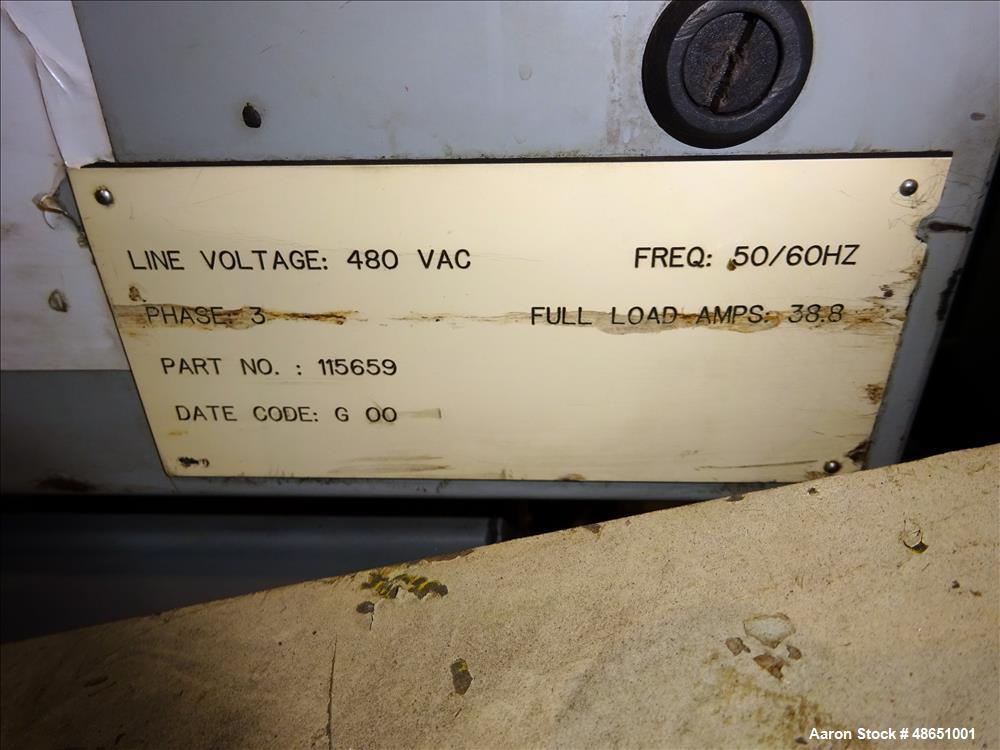 LINE VOLTAGE: 480 VAC FREQ: 50/60HZ
PHASE: 3 FULL LOAD AMPS: 38.8
PART NO. : 115659
DATE CODE: G 00
Aaron Stock # 48651001